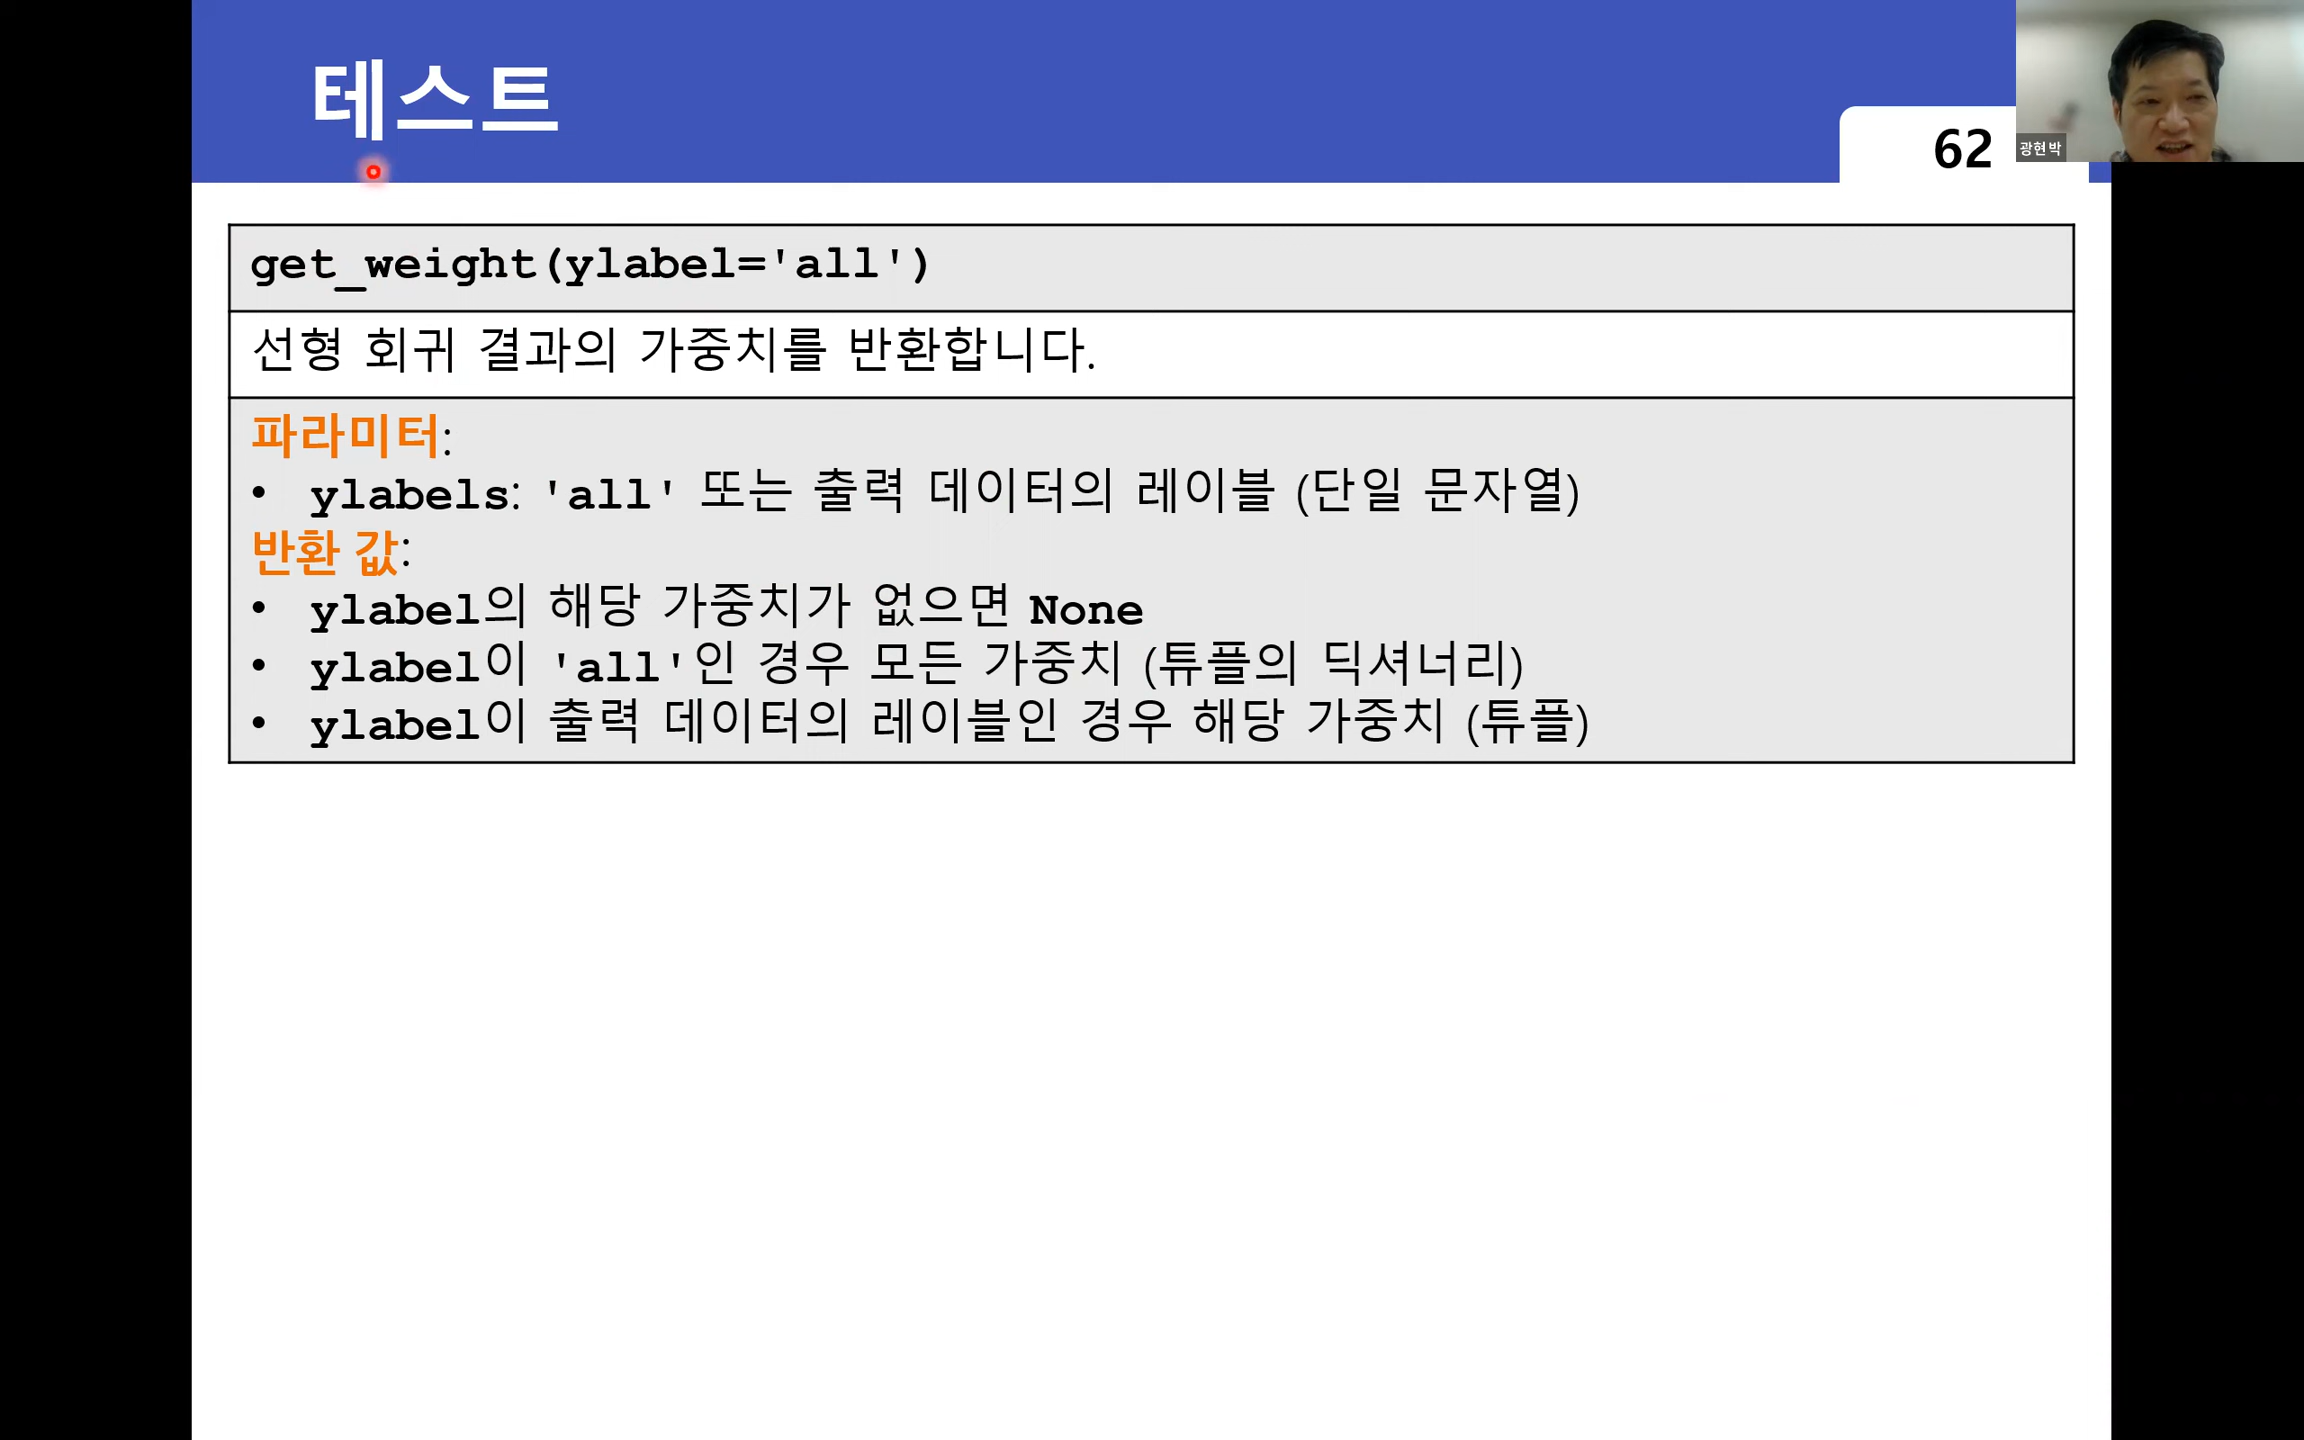 테스트
62
광현박
get_weight(ylabel='all')
선형 회귀 결과의 가중치를 반환합니다.
파라미터:
• ylabels: 'all' 또는 출력 데이터의 레이블 (단일 문자열)
반환 값:
• ylabel의 해당 가중치가 없으면 None
• ylabel이 'all'인 경우 모든 가중치 (튜플의 딕셔너리)
• ylabel이 출력 데이터의 레이블인 경우 해당 가중치 (튜플)